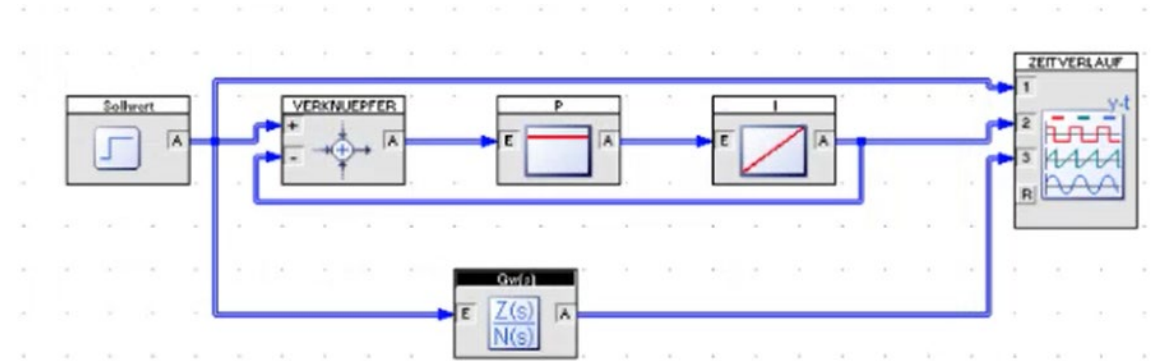 ZEITVERLAUF
Sollwert
VERKNUEPFER
P
I
1
y-t
A
+
A
E
A
E
A
2
-
3
R
Gw(s)
E
Z(s)
A
N(s)